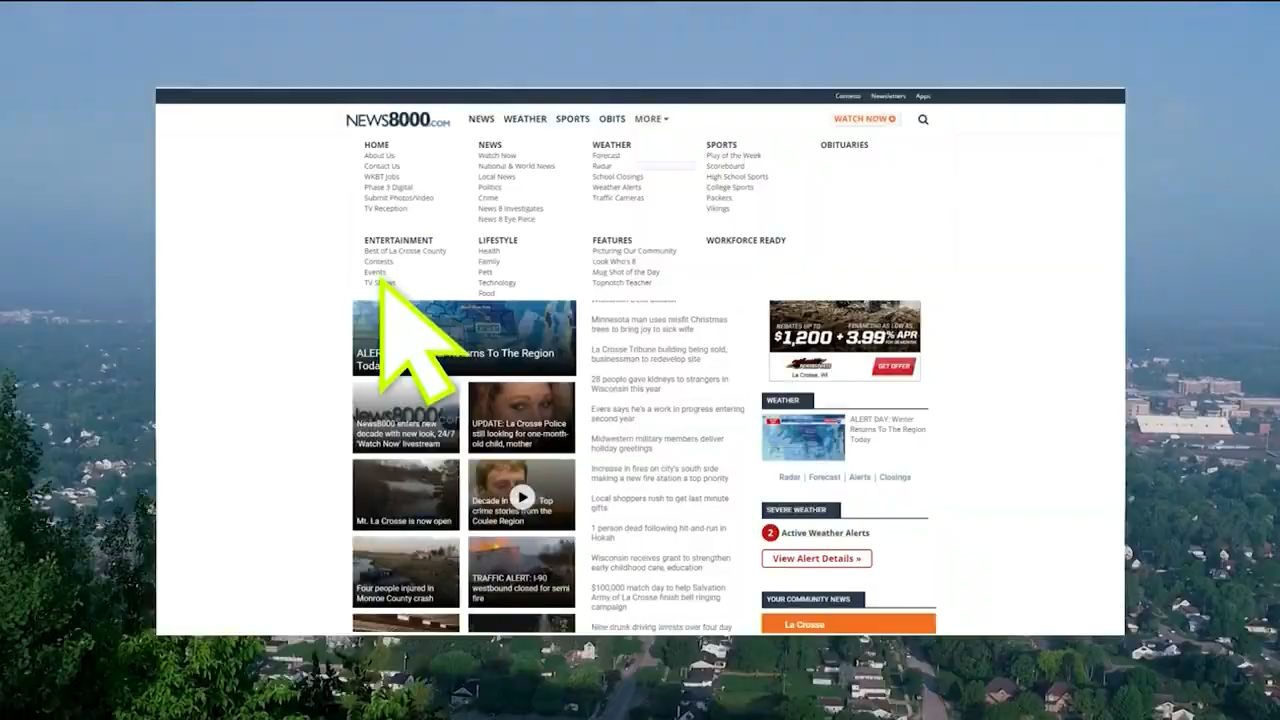 Contests Newsletters Apps
NEWS8000.COM NEWS WEATHER SPORTS OBITS MORE WATCH NOW
HOME
About Us
Contact Us
WKBT Jobs
Phase 3 Digital
Submit Photos/Video
TV Reception
NEWS
Watch Now
National & World News
Local News
Politics
Crime
News 8 Investigates
News 8 Eye Piece
WEATHER
Forecast
Radar
School Closings
Weather Alerts
Traffic Cameras
SPORTS
Play of the Week
Scoreboard
High School Sports
College Sports
Packers
Vikings
OBITUARIES
ENTERTAINMENT
Best of La Crosse County
Contests
Events
TV
LIFESTYLE
Health
Family
Pets
Technology
Food
FEATURES
Picturing Our Community
Look Who's 8
Mug Shot of the Day
Topnotch Teacher
WORKFORCE READY
To The Region
News8000 enters new
decade with new look, 24/7
'Watch Now' livestream
UPDATE: La Crosse Police
still looking for one-month-
old child, mother
Mt. La Crosse is now open
Decade in Top
crime stories from the
Coulee Region
Four people injured in
Monroe County crash
TRAFFIC ALERT: I-90
westbound closed for semi
fire
Minnesota man uses misfit Christmas
trees to bring joy to sick wife
La Crosse Tribune building being sold,
businessman to redevelop site
28 people gave kidneys to strangers in
Wisconsin this year
Evers says he's a work in progress entering
second year
Midwestern military members deliver
holiday greetings
Increase in fires on city's south side
making a new fire station a top priority
Local shoppers rush to get last minute
gifts
1 person dead following hit-and-run in
Hokah
Wisconsin receives grant to strengthen
early childhood care, education
$100,000 match day to help Salvation
Army of La Crosse finish bell ringing
campaign
Nine drunk driving arrests over four day
REBATES UP TO FINANCING AS LOW AS
$1,200 + 3.99% APR
La Crosse, WI
GET OFFER
WEATHER
ALERT DAY: Winter
Returns To The Region
Today
Radar | Forecast | Alerts | Closings
SEVERE WEATHER
2 Active Weather Alerts
View Alert Details »
YOUR COMMUNITY NEWS
La Crosse